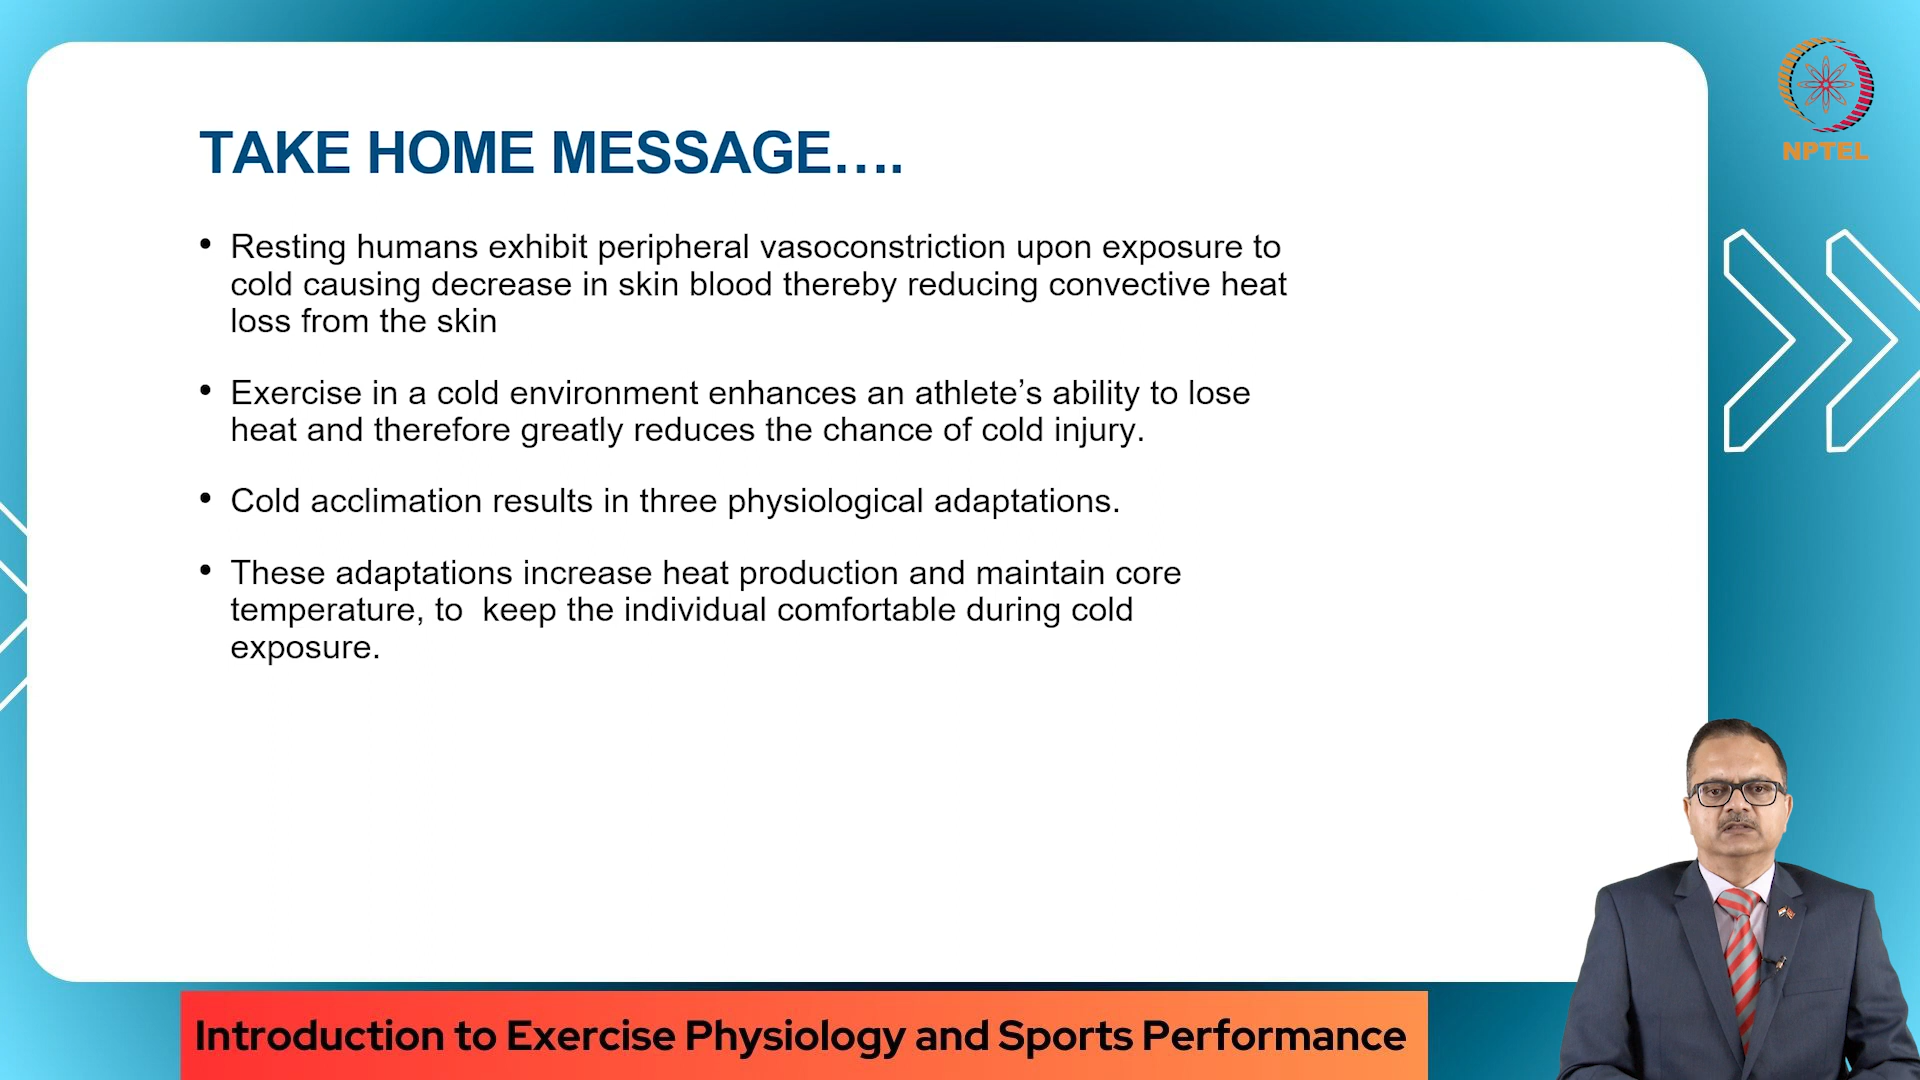 TAKE HOME MESSAGE….
• Resting humans exhibit peripheral vasoconstriction upon exposure to
cold causing decrease in skin blood thereby reducing convective heat
loss from the skin
• Exercise in a cold environment enhances an athlete’s ability to lose
heat and therefore greatly reduces the chance of cold injury.
• Cold acclimation results in three physiological adaptations.
• These adaptations increase heat production and maintain core
temperature, to  keep the individual comfortable during cold
exposure.
NPTEL
Introduction to Exercise Physiology and Sports Performance